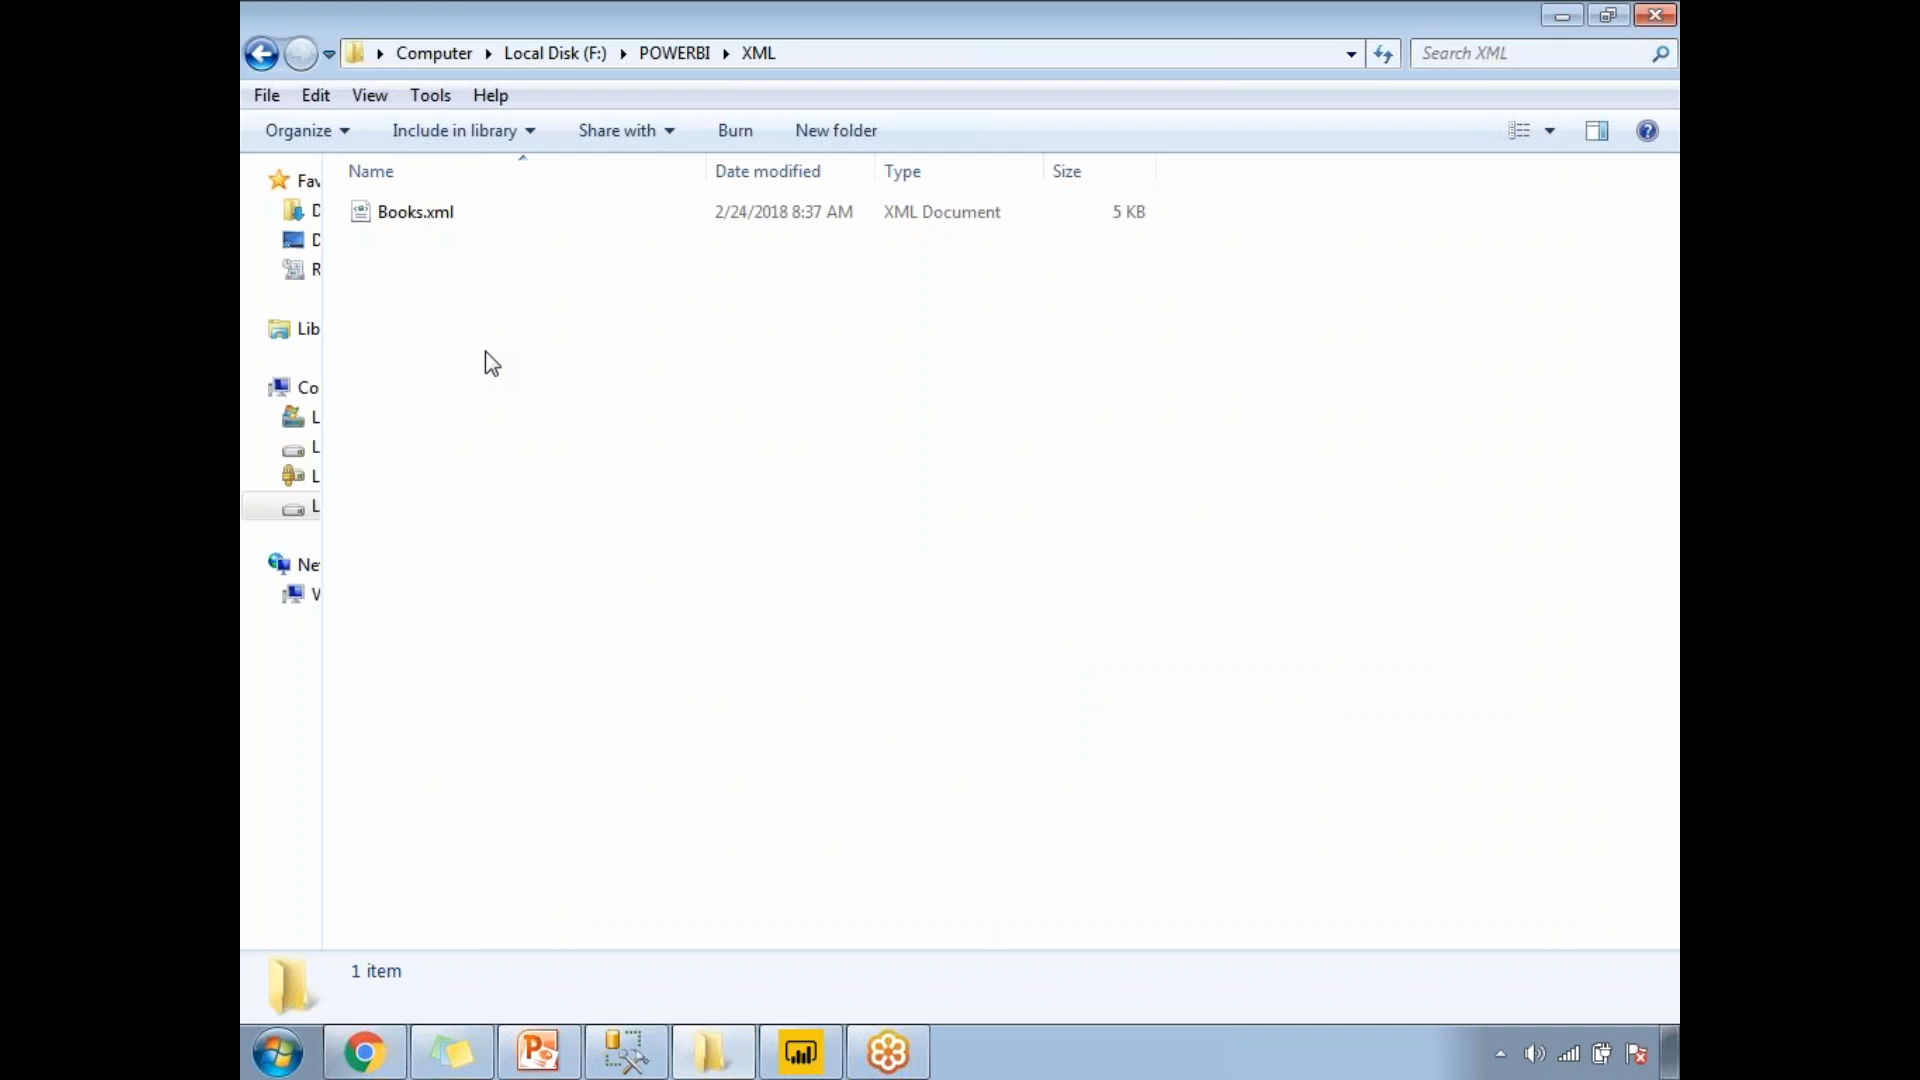 Computer Local Disk (F:) POWERBI XML
Search XML
File Edit View Tools Help
Organize Include in library Share with Burn New folder
Name Date modified Type Size
Books.xml 2/24/2018 8:37 AM XML Document 5 KB
Fav
D
D
R
Lib
Co
L
L
L
L
Ne
V
1 item